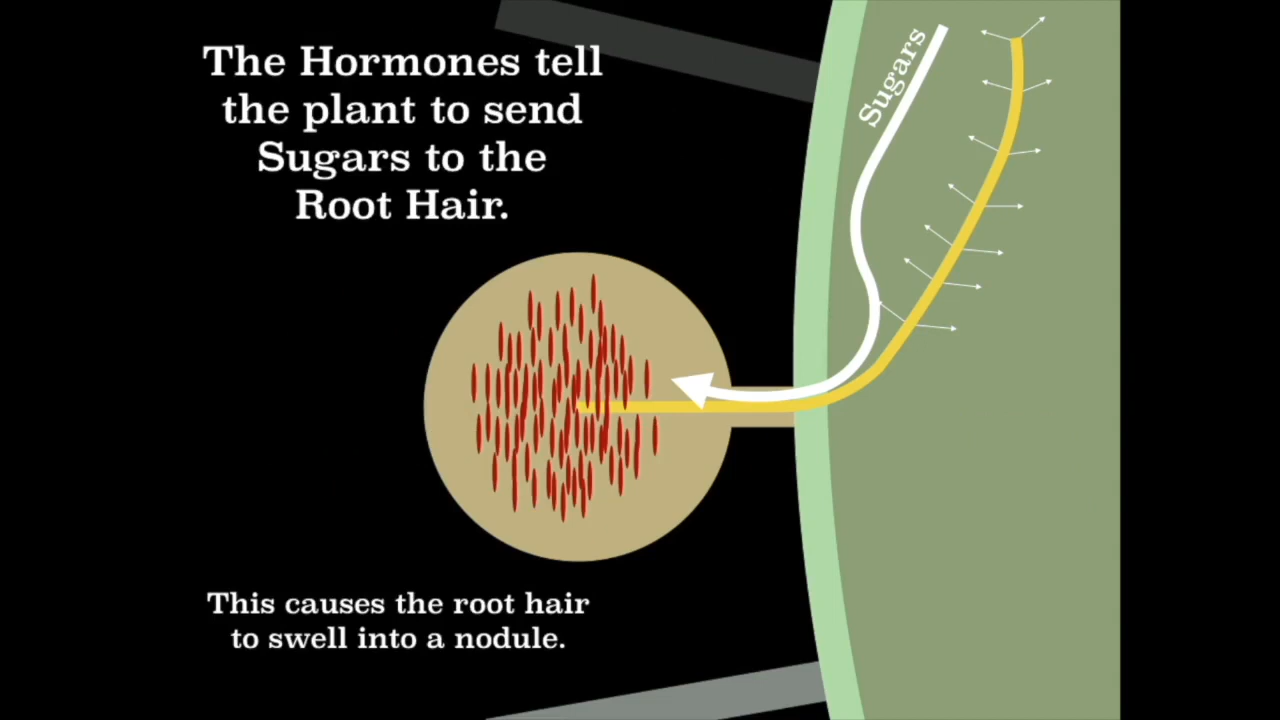 The Hormones tell
the plant to send
Sugars to the
Root Hair.
Sugars
This causes the root hair
to swell into a nodule.